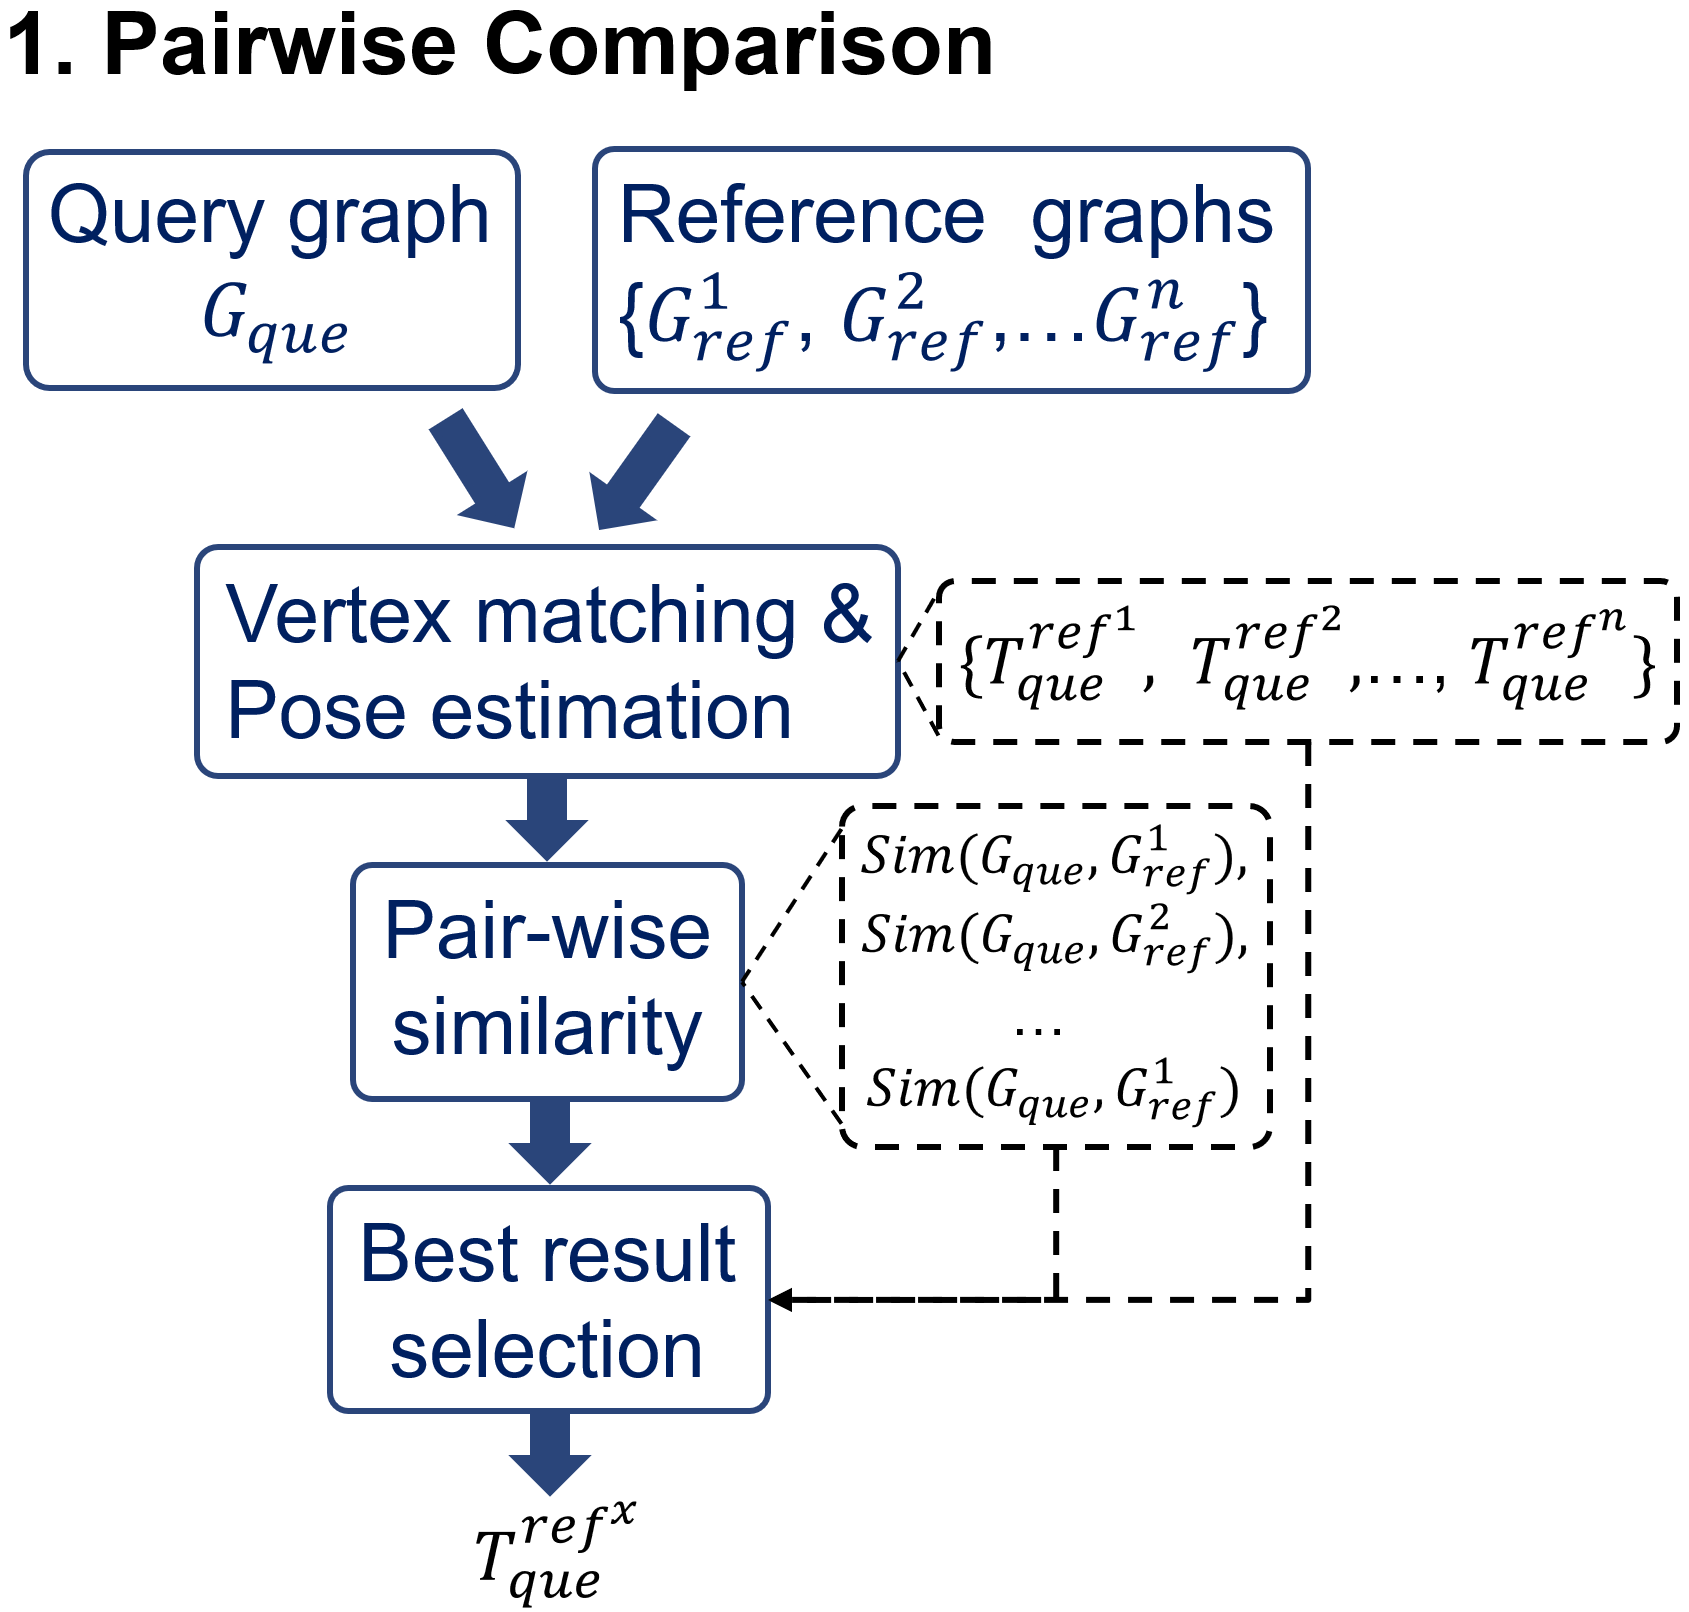 1. Pairwise Comparison
Query graph
$G_{que}$
Reference graphs
{$G_{ref}^{1}$, $G_{ref}^{2}$,...$G_{ref}^{n}$}
Vertex matching &
Pose estimation
{$T_{que}^{ref^{1}}$, $T_{que}^{ref^{2}}$,..., $T_{que}^{ref^{n}}$}
Pair-wise
similarity
$Sim(G_{que}, G_{ref}^{1})$,
$Sim(G_{que}, G_{ref}^{2})$,
...
$Sim(G_{que}, G_{ref}^{1})$
Best result
selection
$T_{que}^{ref^{x}}$